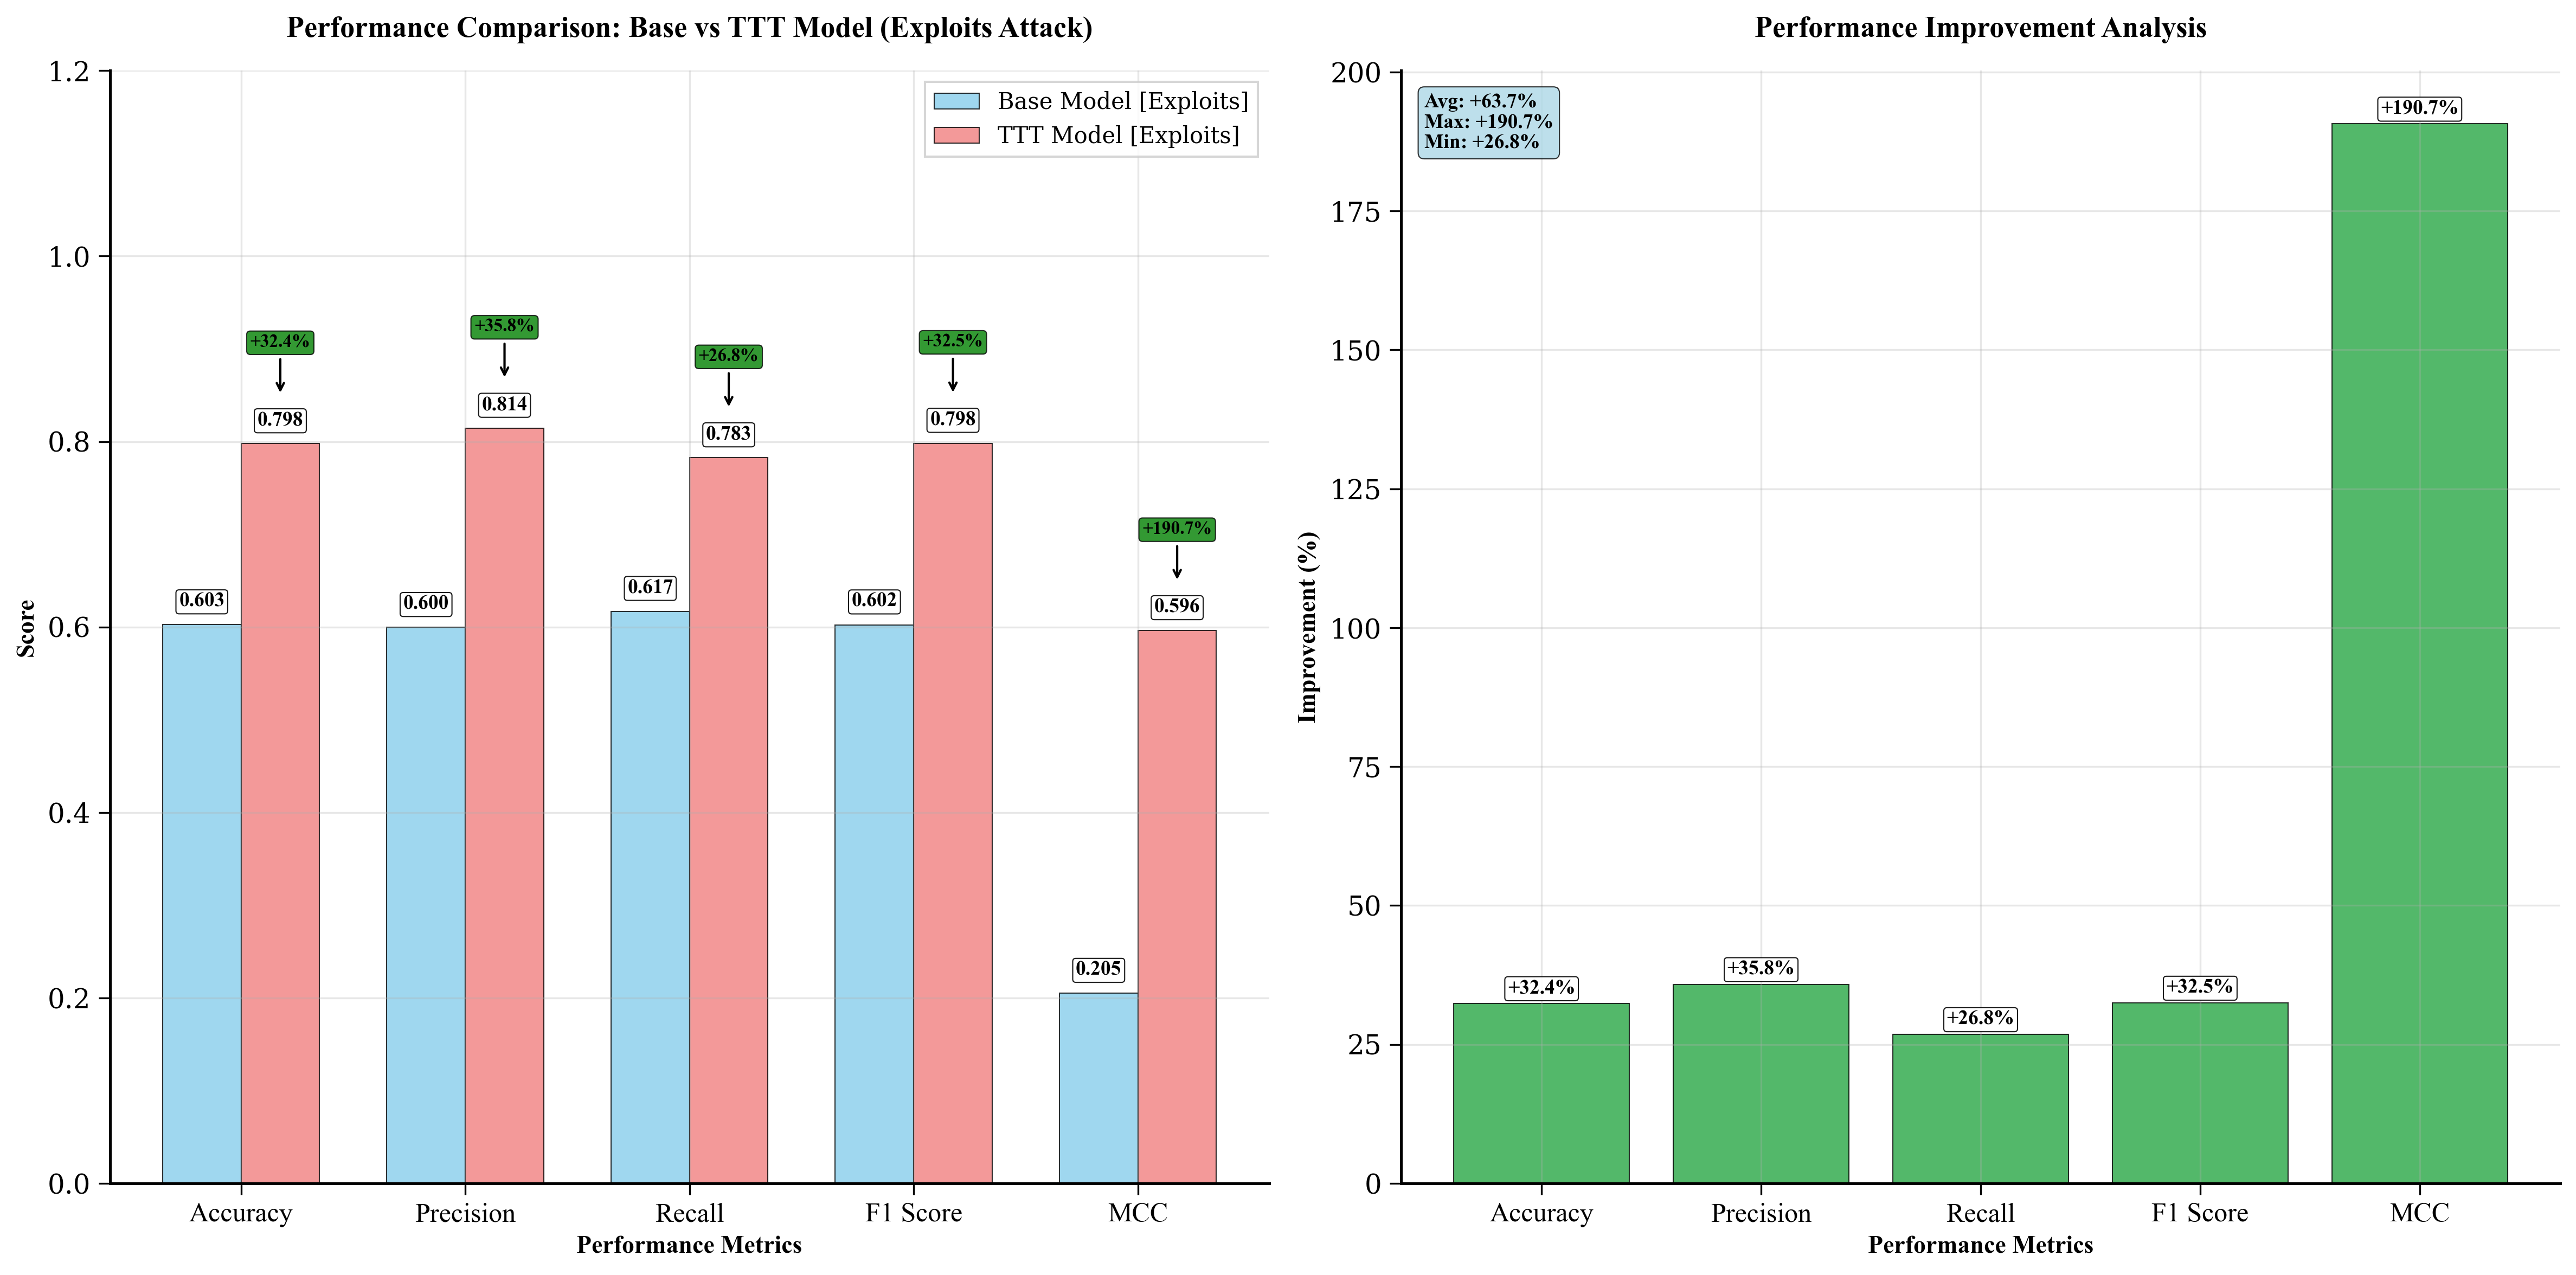 Performance Comparison: Base vs TTT Model (Exploits Attack)
Base Model [Exploits]
TTT Model [Exploits]
Score
1.2
1.0
0.8
0.6
0.4
0.2
0.0
+32.4%
+35.8%
+26.8%
+32.5%
+190.7%
0.603
0.798
0.600
0.814
0.617
0.783
0.602
0.798
0.205
0.596
Accuracy
Precision
Recall
F1 Score
MCC
Performance Metrics
Performance Improvement Analysis
Avg: +63.7%
Max: +190.7%
Min: +26.8%
Improvement (%)
200
175
150
125
100
75
50
25
0
+32.4%
+35.8%
+26.8%
+32.5%
+190.7%
Accuracy
Precision
Recall
F1 Score
MCC
Performance Metrics